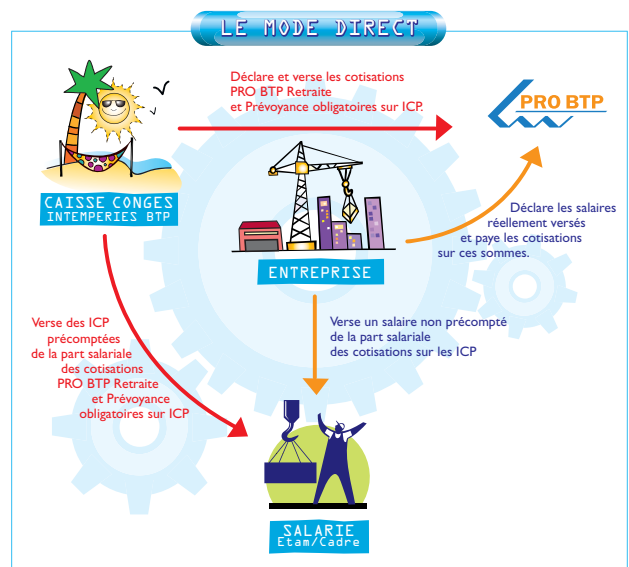 LE MODE DIRECT
Déclare et verse les cotisations
PRO BTP Retraite
et Prévoyance obligatoires sur ICP.
PRO BTP
CAISSE CONGES
INTEMPERIES BTP
Déclare les salaires
réellement versés
et paye les cotisations
sur ces sommes.
ENTREPRISE
Verse des ICP
précomptées
de la part salariale
des cotisations
PRO BTP Retraite
et Prévoyance
obligatoires sur ICP
Verse un salaire non précompté
de la part salariale
des cotisations sur les ICP
SALARIE
Etam/Cadre